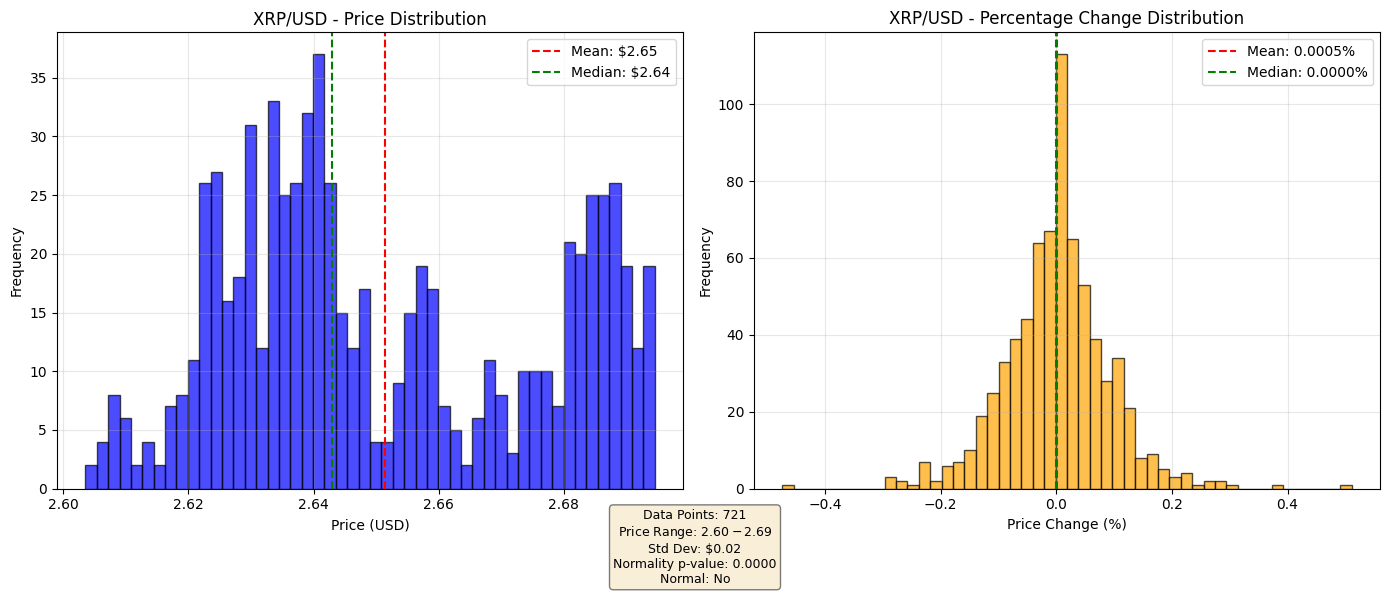 XRP/USD - Price Distribution
Mean: $2.65
Median: $2.64
Frequency
35
30
25
20
15
10
5
0
2.60
2.62
2.64
2.66
2.68
Price (USD)
XRP/USD - Percentage Change Distribution
Mean: 0.0005%
Median: 0.0000%
Frequency
100
80
60
40
20
0
−0.4
−0.2
0.0
0.2
0.4
Price Change (%)
Data Points: 721
Price Range: 2.60 − 2.69
Std Dev: $0.02
Normality p-value: 0.0000
Normal: No